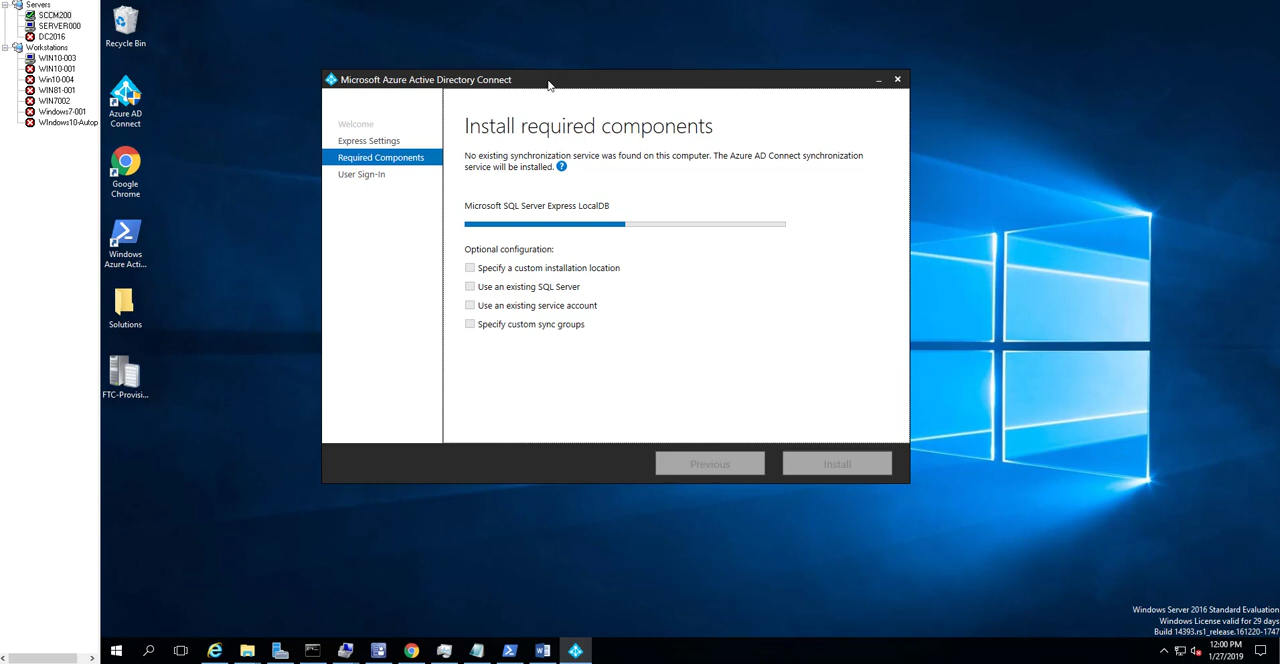 Servers
SCCM200
SERVER000
DC2016
Workstations
WIN10-003
WIN10-001
Win10-004
WIN81-001
WIN7002
Windows7-001
WIndows10-Autop
Recycle Bin
Azure AD
Connect
Google
Chrome
Windows
Azure Acti...
Solutions
FTC-Provisi...
Microsoft Azure Active Directory Connect
Welcome
Express Settings
Required Components
User Sign-In
Install required components
No existing synchronization service was found on this computer. The Azure AD Connect synchronization
service will be installed. ?
Microsoft SQL Server Express LocalDB
Optional configuration:
Specify a custom installation location
Use an existing SQL Server
Use an existing service account
Specify custom sync groups
Previous
Install
Windows Server 2016 Standard Evaluation
Windows License valid for 29 days
Build 14393.rs1_release.161220-1747
12:00 PM
1/27/2019